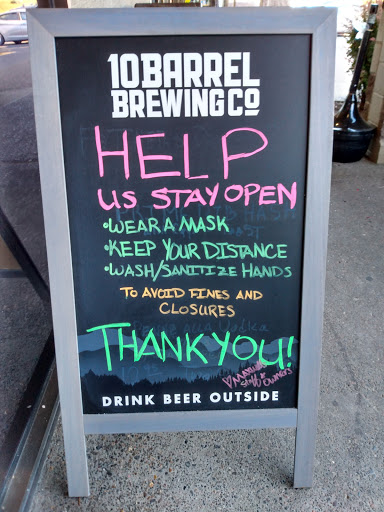 10 BARREL
BREWING CO
HELP
US STAY OPEN
•WEAR A MASK
•KEEP YOUR DISTANCE
•WASH/SANITIZE HANDS
TO AVOID FINES AND
CLOSURES
THANK YOU!
OWNERS
DRINK BEER OUTSIDE